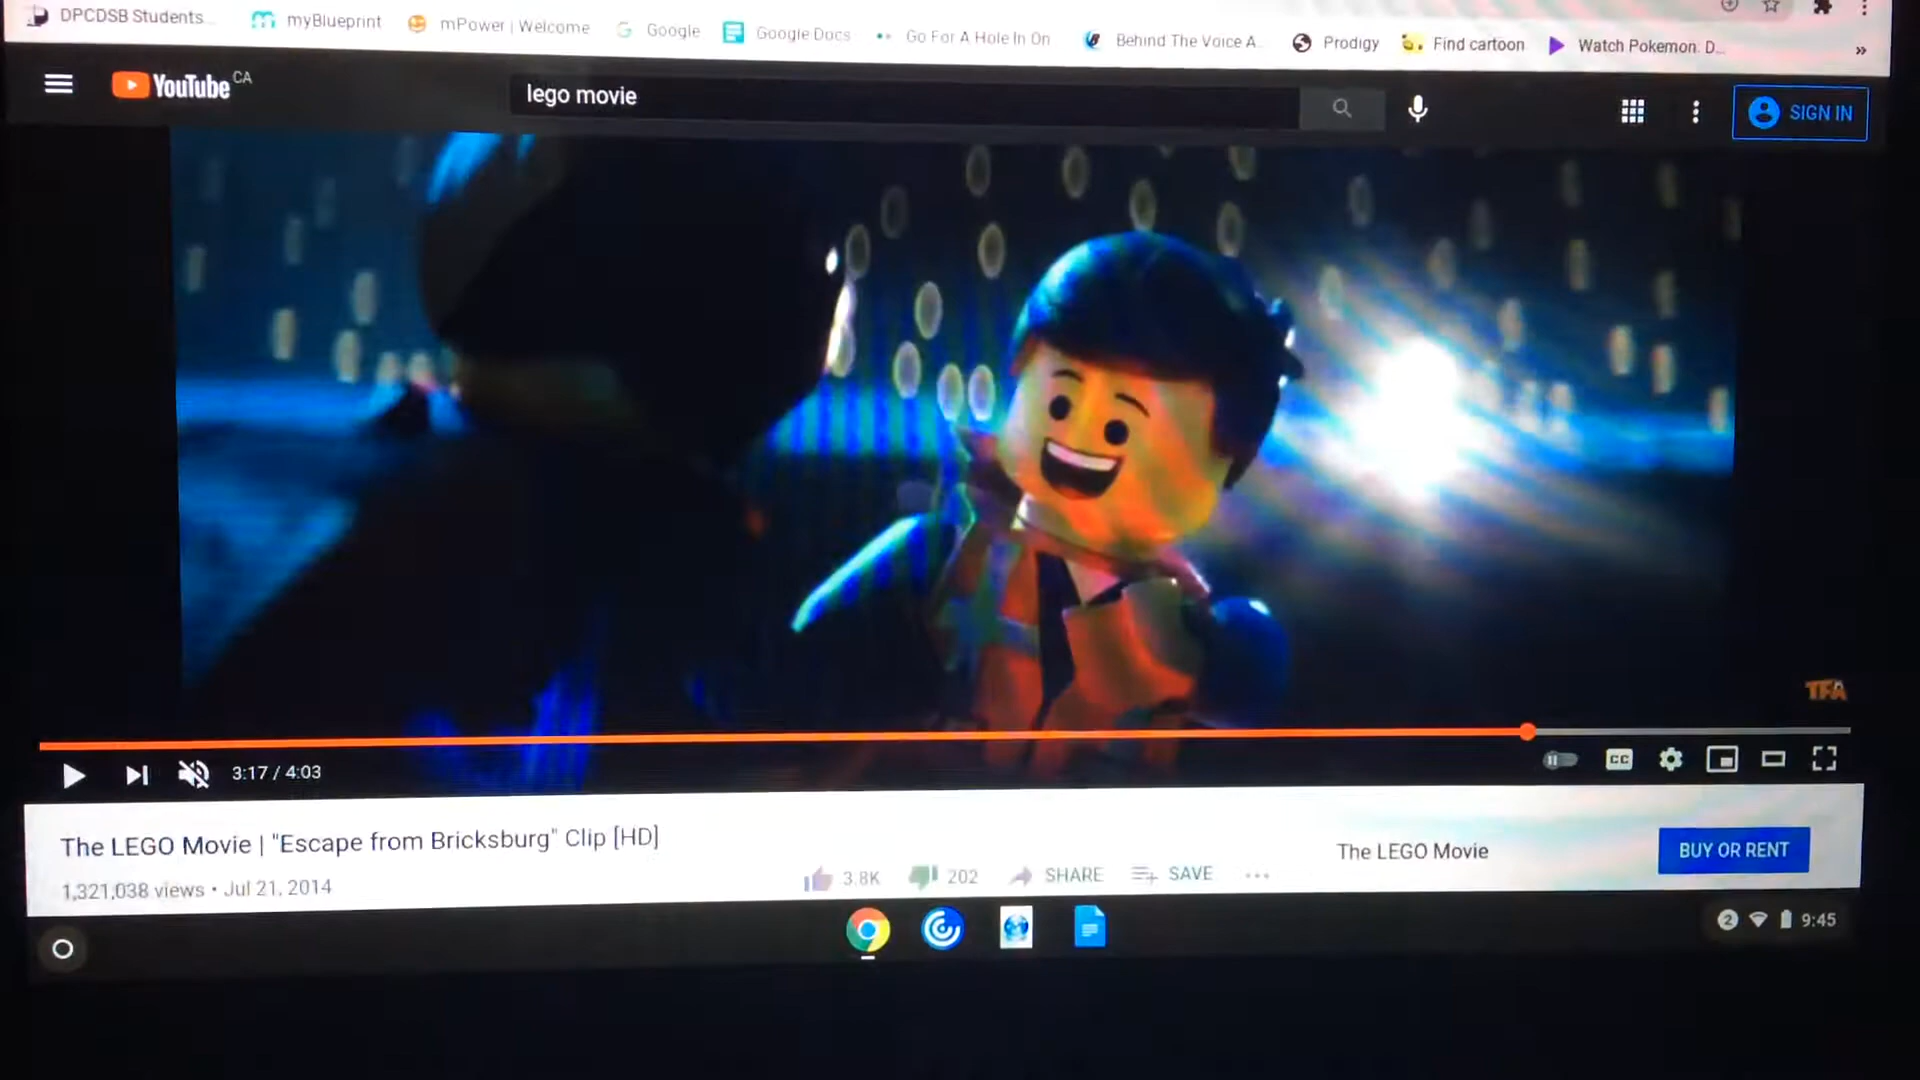 DPCDSB Students...
myBlueprint
mPower | Welcome
Google
Google Docs
Go For A Hole In On
Behind The Voice A...
Prodigy
Find cartoon
Watch Pokemon: D...
»
YouTube CA
lego movie
SIGN IN
TFA
3:17 / 4:03
CC
The LEGO Movie | "Escape from Bricksburg" Clip [HD]
1,321,038 views • Jul 21, 2014
3.8K
202
SHARE
SAVE
...
The LEGO Movie
BUY OR RENT
2
9:45